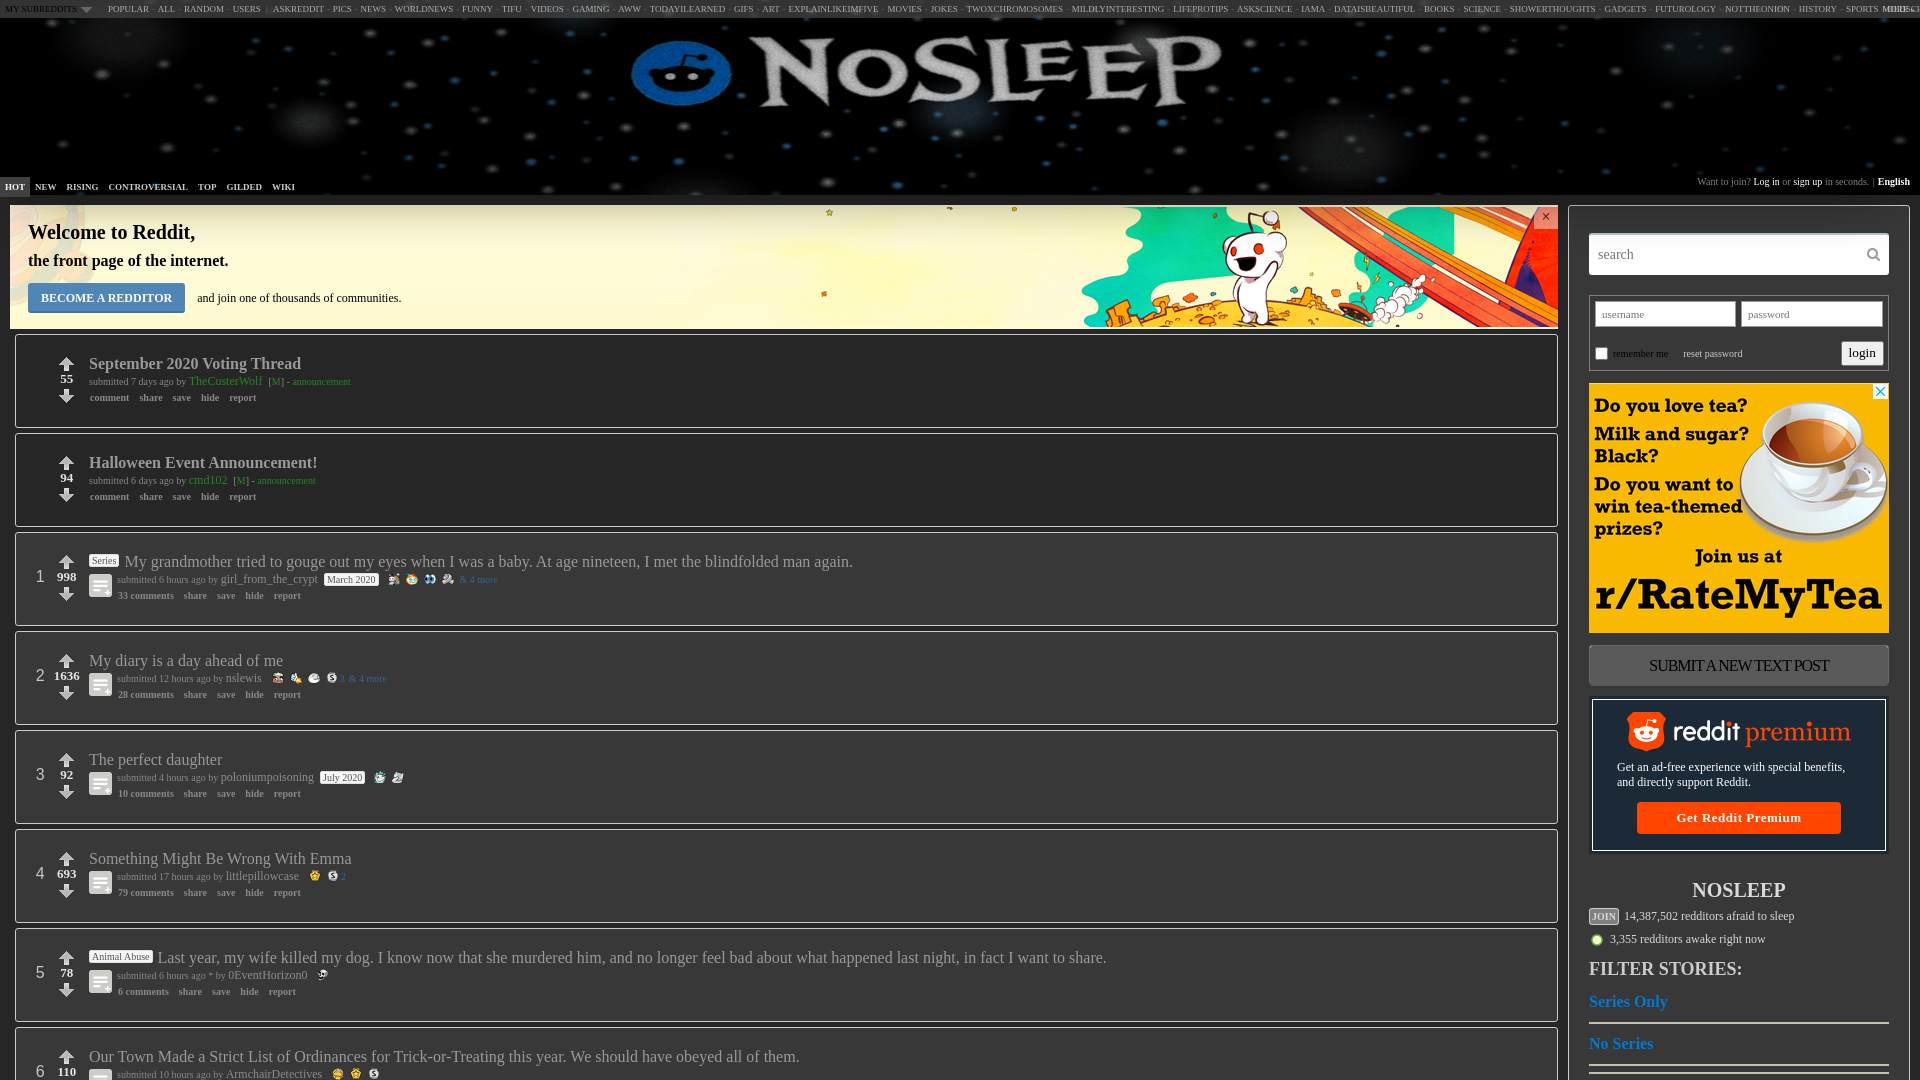 MY SUBREDDITS POPULAR - ALL - RANDOM - USERS | ASKREDDIT - PICS - NEWS - WORLDNEWS - FUNNY - TIFU - VIDEOS - GAMING - AWW - TODAYILEARNED - GIFS - ART - EXPLAINLIKEIMFIVE - MOVIES - JOKES - TWOXCHROMOSOMES - MILDLYINTERESTING - LIFEPROTIPS - ASKSCIENCE - IAMA - DATAISBEAUTIFUL - BOOKS - SCIENCE - SHOWERTHOUGHTS - GADGETS - FUTUROLOGY - NOTTHEONION - HISTORY - SPORTS
NOSLEEP
HOT NEW RISING CONTROVERSIAL TOP GILDED WIKI
Want to join? Log in or sign up in seconds. | English
Welcome to Reddit,
the front page of the internet.
BECOME A REDDITOR and join one of thousands of communities.
×
September 2020 Voting Thread
55
submitted 7 days ago by TheCusterWolf [M] - announcement
comment share save hide report
Halloween Event Announcement!
94
submitted 6 days ago by cmd102 [M] - announcement
comment share save hide report
Series My grandmother tried to gouge out my eyes when I was a baby. At age nineteen, I met the blindfolded man again.
1 998
submitted 6 hours ago by girl_from_the_crypt March 2020 & 4 more
33 comments share save hide report
My diary is a day ahead of me
2 1636
submitted 12 hours ago by nslewis 3 & 4 more
28 comments share save hide report
The perfect daughter
3 92
submitted 4 hours ago by poloniumpoisoning July 2020
10 comments share save hide report
Something Might Be Wrong With Emma
4 693
submitted 17 hours ago by littlepillowcase 2
79 comments share save hide report
Animal Abuse Last year, my wife killed my dog. I know now that she murdered him, and no longer feel bad about what happened last night, in fact I want to share.
5 78
submitted 6 hours ago * by 0EventHorizon0
6 comments share save hide report
Our Town Made a Strict List of Ordinances for Trick-or-Treating this year. We should have obeyed all of them.
6 110
submitted 10 hours ago by ArmchairDetectives
search
username password
remember me reset password login
Do you love tea?
Milk and sugar?
Black?
Do you want to
win tea-themed
prizes?
Join us at
r/RateMyTea
SUBMIT A NEW TEXT POST
reddit premium
Get an ad-free experience with special benefits,
and directly support Reddit.
Get Reddit Premium
NOSLEEP
JOIN 14,387,502 redditors afraid to sleep
3,355 redditors awake right now
FILTER STORIES:
Series Only
No Series